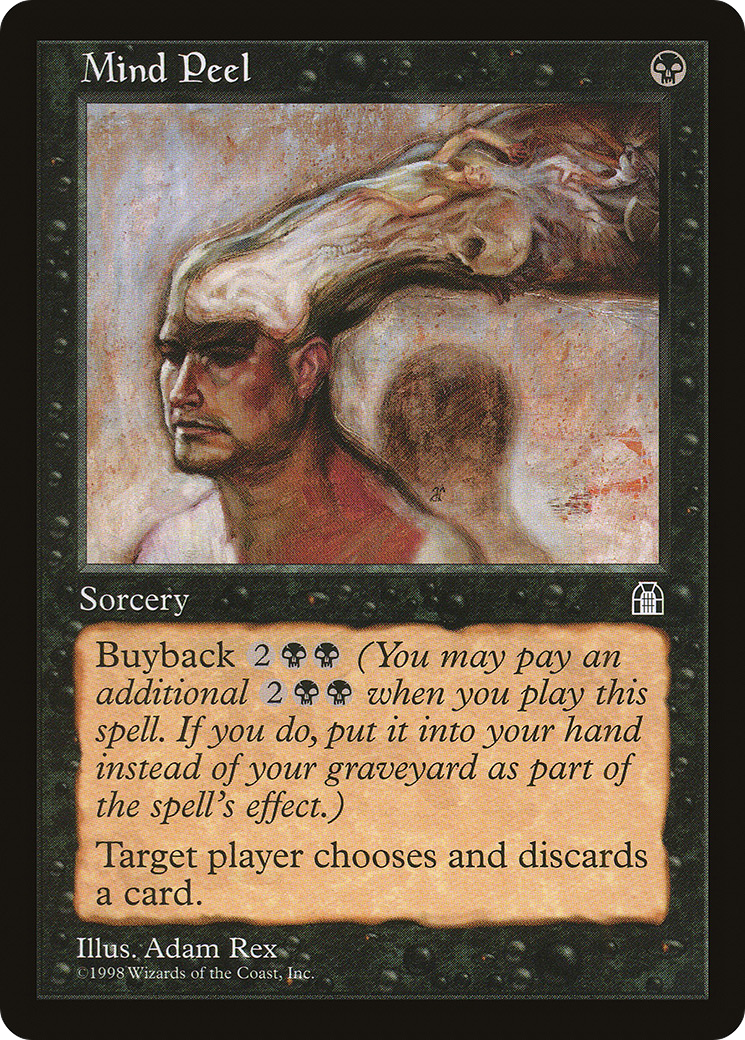 Mind Peel
Sorcery
Buyback 2 (You may pay an
additional 2 when you play this
spell. If you do, put it into your hand
instead of your graveyard as part of
the spell's effect.)
Target player chooses and discards
a card.
Illus. Adam Rex
©1998 Wizards of the Coast, Inc.